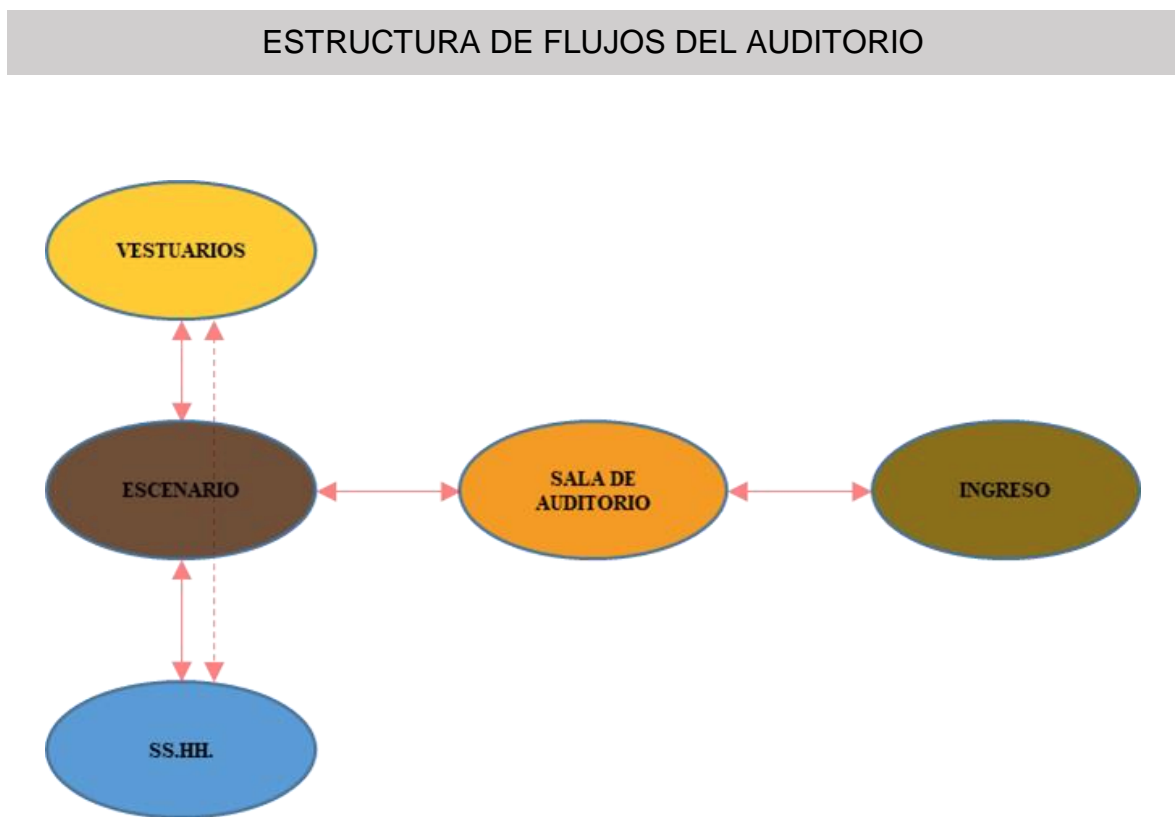 ESTRUCTURA DE FLUJOS DEL AUDITORIO
VESTUARIOS
ESCENARIO
SALA DE
AUDITORIO
INGRESO
SS.HH.